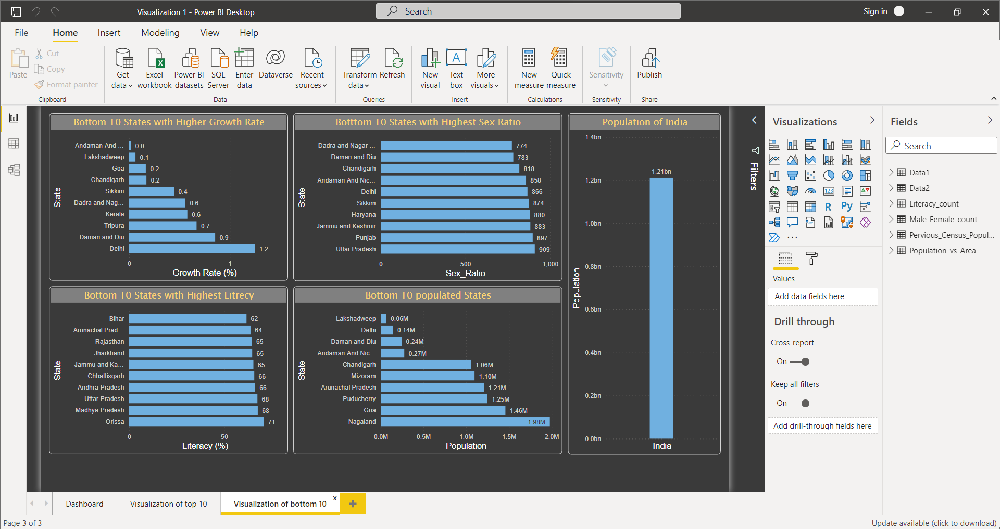 Visualization 1 - Power BI Desktop
Search
Sign in
File
Home
Insert
Modeling
View
Help
Paste
Cut
Copy
Format painter
Clipboard
Get data
Excel workbook
Power BI datasets
SQL Server
Enter data
Dataverse
Recent sources
Data
Transform data
Refresh
Queries
New visual
Text box
More visuals
Insert
New measure
Quick measure
Calculations
Sensitivity
Sensitivity
Publish
Share
Bottom 10 States with Higher Growth Rate
State
Andaman And ... 0.0
Lakshadweep 0.1
Goa 0.2
Chandigarh 0.2
Sikkim 0.4
Dadra and Nag... 0.6
Kerala 0.6
Tripura 0.7
Daman and Diu 0.9
Delhi 1.2
0 1
Growth Rate (%)
Botttom 10 States with Highest Sex Ratio
State
Dadra and Nagar ... 774
Daman and Diu 783
Chandigarh 818
Andaman And Nic... 858
Delhi 866
Sikkim 874
Haryana 880
Jammu and Kashmir 883
Punjab 897
Uttar Pradesh 909
0 500 1,000
Sex_Ratio
Population of India
Population
1.4bn
1.21bn
1.2bn
1.0bn
0.8bn
0.6bn
0.4bn
0.2bn
0.0bn
India
Bottom 10 States with Highest Litrecy
State
Bihar 62
Arunachal Prad... 64
Rajasthan 65
Jharkhand 65
Jammu and Ka... 65
Chhattisgarh 66
Andhra Pradesh 66
Uttar Pradesh 68
Madhya Pradesh 68
Orissa 71
0 50
Literacy (%)
Bottom 10 populated States
State
Lakshadweep 0.06M
Delhi 0.14M
Daman and Diu 0.24M
Andaman And Nic... 0.27M
Chandigarh 1.06M
Mizoram 1.10M
Arunachal Pradesh 1.21M
Puducherry 1.25M
Goa 1.46M
Nagaland 1.98M
0.0M 0.5M 1.0M 1.5M 2.0M
Population
Filters
Visualizations
123
R
Py
Values
Add data fields here
Drill through
Cross-report
On
Keep all filters
On
Add drill-through fields here
Fields
Search
Data1
Data2
Literacy_count
Male_Female_count
Pervious_Census_Popul...
Population_vs_Area
Dashboard
Visualization of top 10
Visualization of bottom 10
x
+
Page 3 of 3
Update available (click to download)